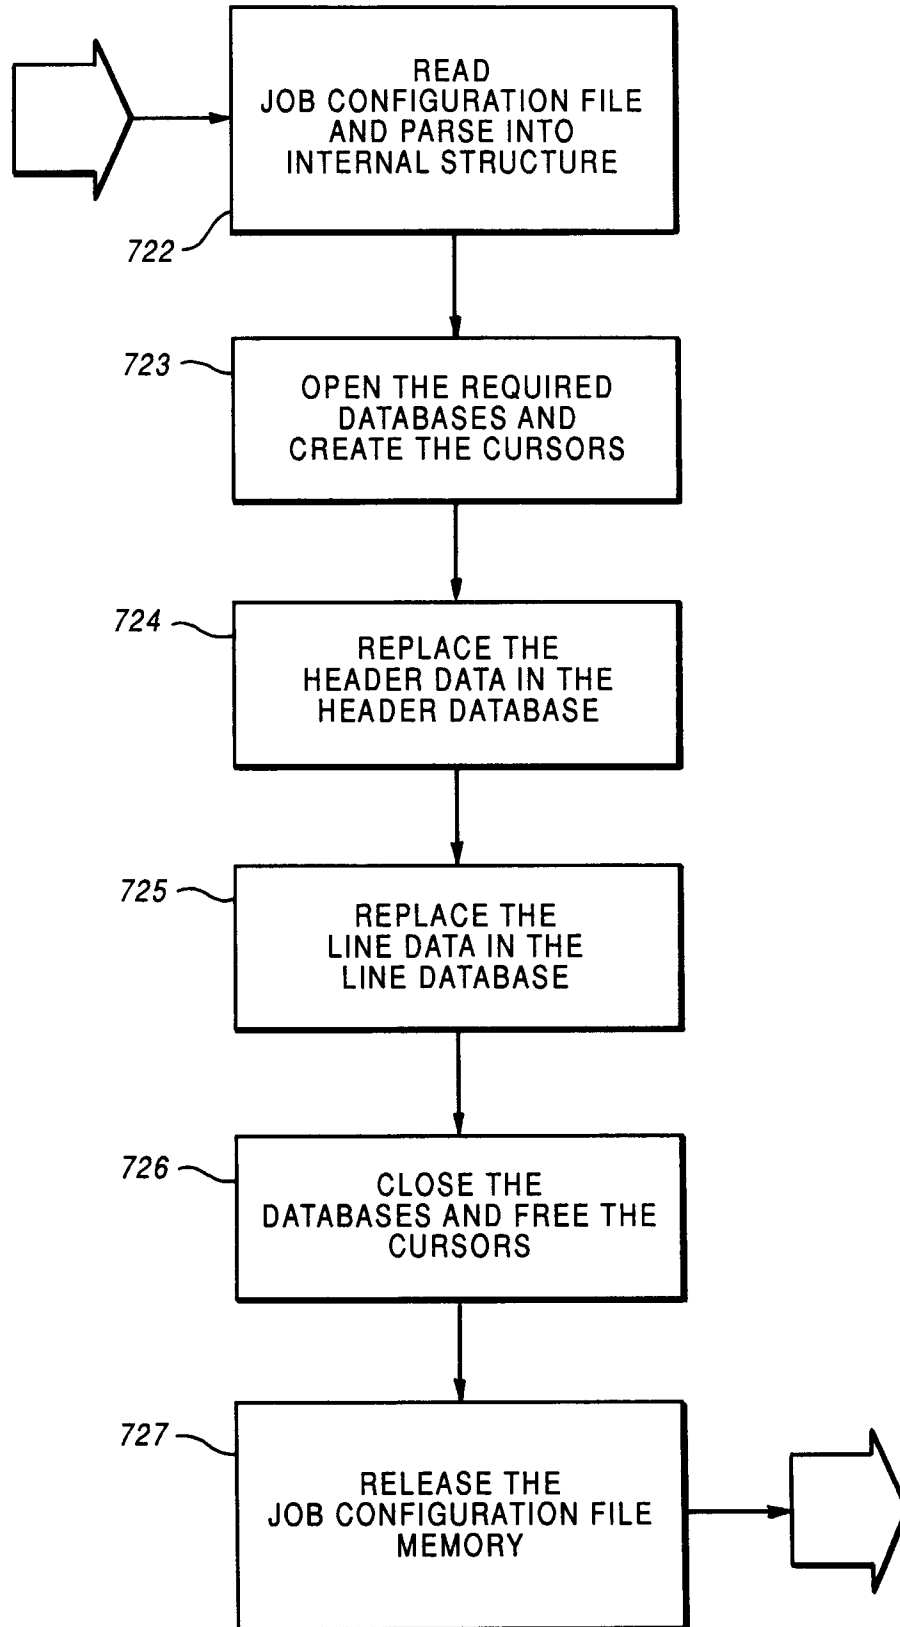 READ
JOB CONFIGURATION FILE
AND PARSE INTO
INTERNAL STRUCTURE
722
723
OPEN THE REQUIRED
DATABASES AND
CREATE THE CURSORS
724
REPLACE THE
HEADER DATA IN THE
HEADER DATABASE
725
REPLACE THE
LINE DATA IN THE
LINE DATABASE
726
CLOSE THE
DATABASES AND FREE THE
CURSORS
727
RELEASE THE
JOB CONFIGURATION FILE
MEMORY